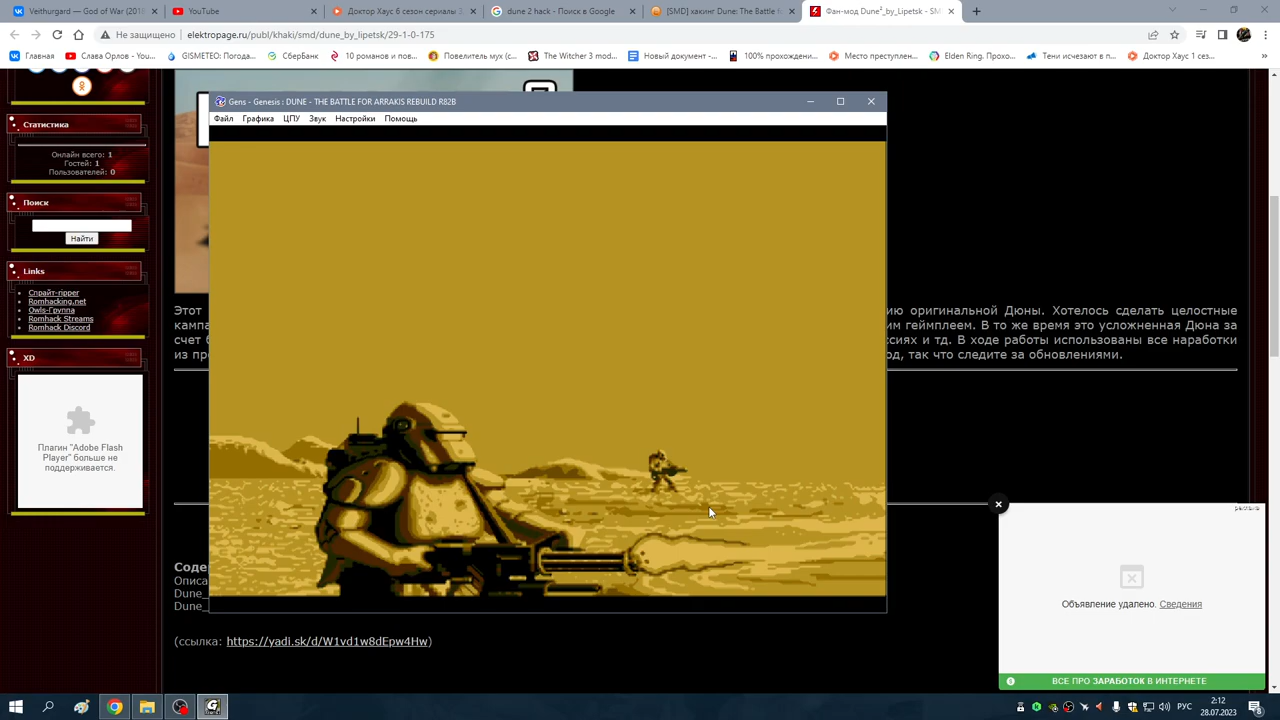 Veithurgard — God of War (2018)
YouTube
Доктор Хаус 6 сезон сериалы
dune 2 hack - Поиск в Google
[SMD] хакинг Dune: The Battle f
Фан-мод Dune²_by_Lipetsk - SM
Не защищено
elektropage.ru/publ/khaki/smd/dune_by_lipetsk/29-1-0-175
Главная
Слава Орлов - You...
GISMETEO: Погода...
СберБанк
10 романов и пов...
Повелитель мух (с...
The Witcher 3 mod...
Новый документ -...
100% прохождени...
Место преступлен...
Elden Ring. Прохо...
Тени исчезают в п...
Доктор Хаус 1 сез...
Статистика
Онлайн всего: 1
Гостей: 1
Пользователей: 0
Поиск
Найти
Links
Спрайт-ripper
Romhacking.net
Owls-Группа
Romhack Streams
Romhack Discord
XD
Плагин "Adobe Flash
Player" больше не
поддерживается.
Gens - Genesis : DUNE - THE BATTLE FOR ARRAKIS REBUILD R82B
Файл Графика ЦПУ Звук Настройки Помощь
Этот
ию оригинальной Дюны. Хотелось сделать целостные
кампа
им геймплеем. В то же время это усложненная Дюна за
счет б
ссиях и тд. В ходе работы использованы все наработки
из пр
од, так что следите за обновлениями.
Соде
Описа
Dune_
Dune_
(ссылка: https://yadi.sk/d/W1vd1w8dEpw4Hw)
Объявление удалено. Сведения
ВСЕ ПРО ЗАРАБОТОК В ИНТЕРНЕТЕ
РУС
2:12
28.07.2023